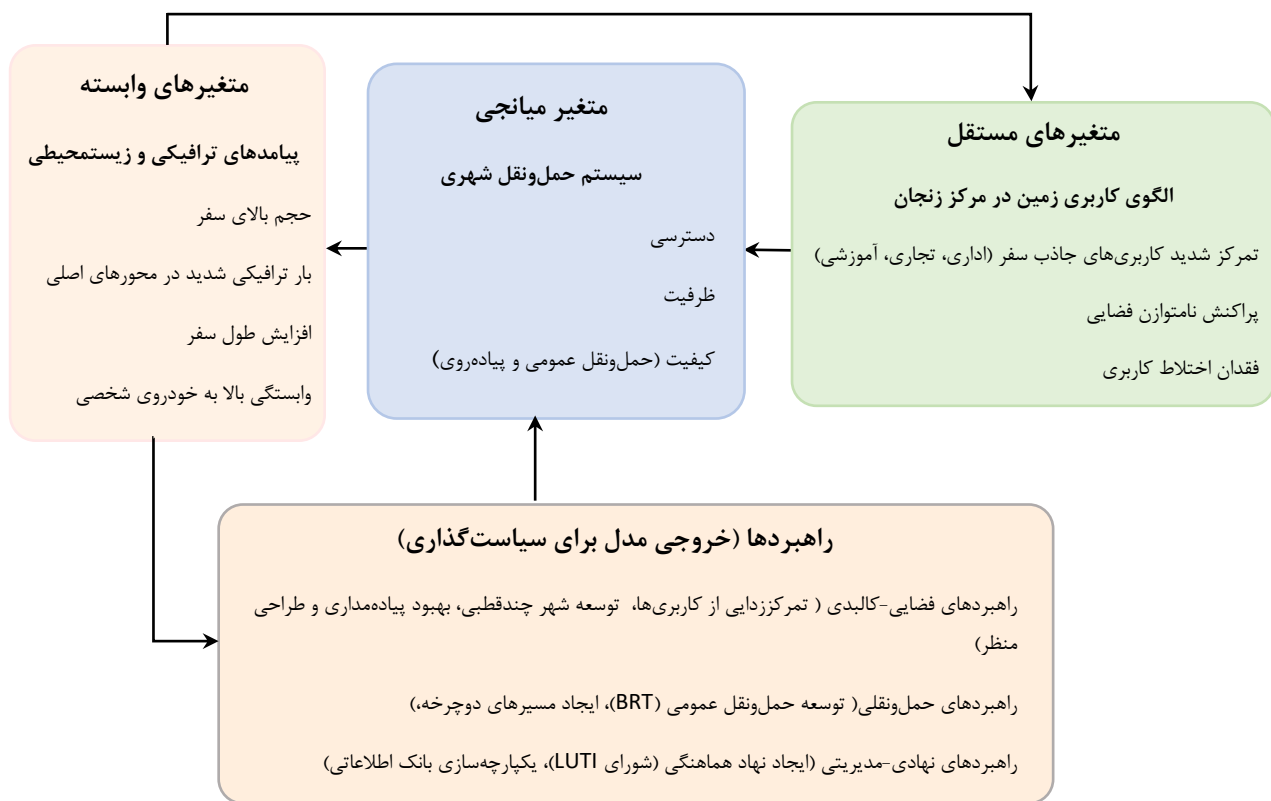 متغیرهای مستقل
الگوی کاربری زمین در مرکز زنجان
تمرکز شدید کاربری‌های جاذب سفر (اداری، تجاری، آموزشی)
پراکنش نامتوازن فضایی
فقدان اختلاط کاربری
متغیر میانجی
سیستم حمل‌ونقل شهری
دسترسی
ظرفیت
کیفیت (حمل‌ونقل عمومی و پیاده‌روی)
متغیرهای وابسته
پیامدهای ترافیکی و زیستمحیطی
حجم بالای سفر
بار ترافیکی شدید در محورهای اصلی
افزایش طول سفر
وابستگی بالا به خودروی شخصی
راهبردها (خروجی مدل برای سیاست‌گذاری)
راهبردهای فضایی-کالبدی ( تمرکززدایی از کاربری‌ها، توسعه شهر چندقطبی، بهبود پیاده‌مداری و طراحی
منظر)
راهبردهای حمل‌ونقلی( توسعه حمل‌ونقل عمومی (BRT)، ایجاد مسیرهای دوچرخه،)
راهبردهای نهادی-مدیریتی (ایجاد نهاد هماهنگی (شورای LUTI)، یکپارچه‌سازی بانک اطلاعاتی)